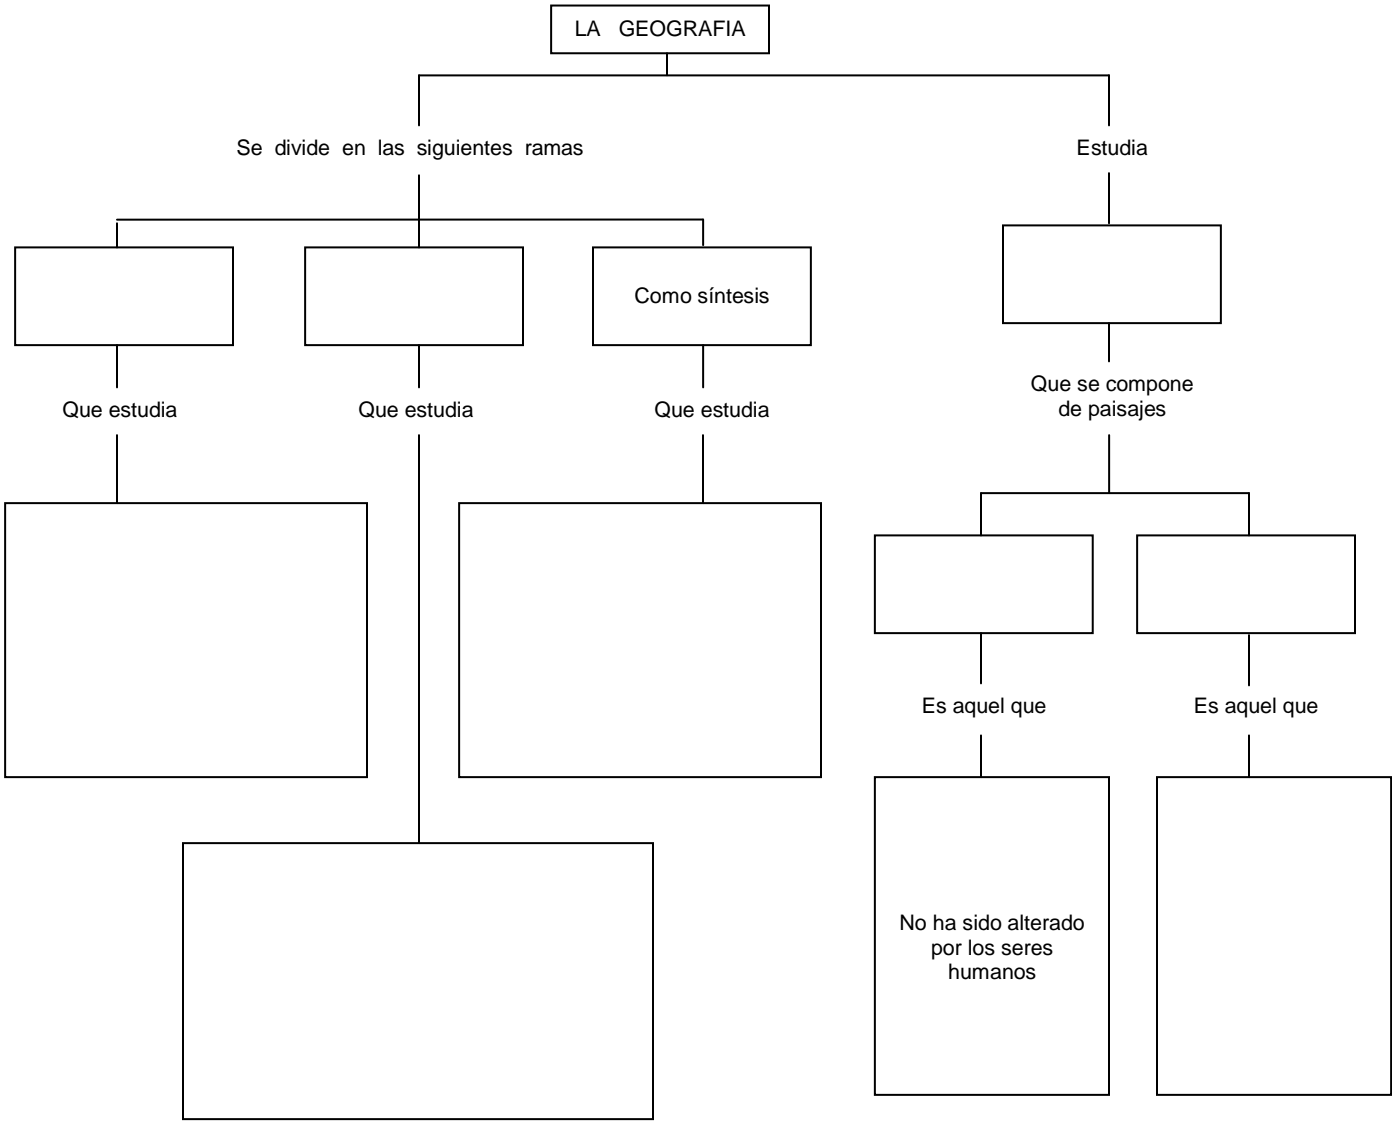 LA GEOGRAFIA
Se divide en las siguientes ramas
Estudia
Como síntesis
Que estudia
Que estudia
Que estudia
Que se compone
de paisajes
Es aquel que
Es aquel que
No ha sido alterado
por los seres
humanos